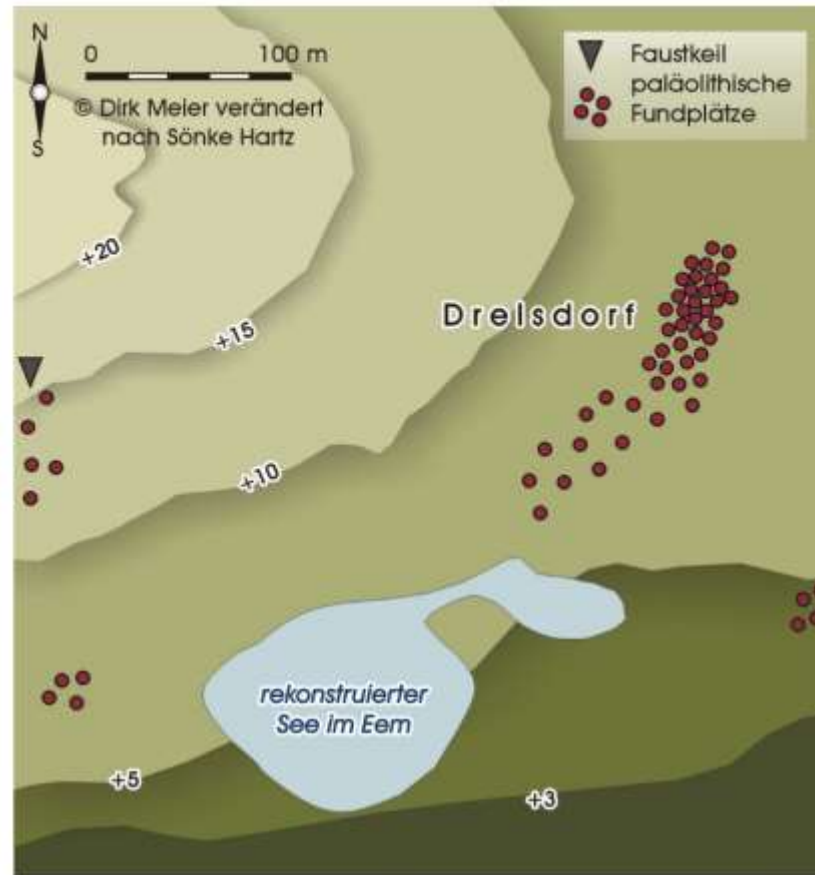 N
S
0 100 m
© Dirk Meier verändert
nach Sönke Hartz
Faustkeil
paläolithische
Fundplätze
+20
+15
Drelsdorf
+10
rekonstruierter
See im Eem
+5
+3